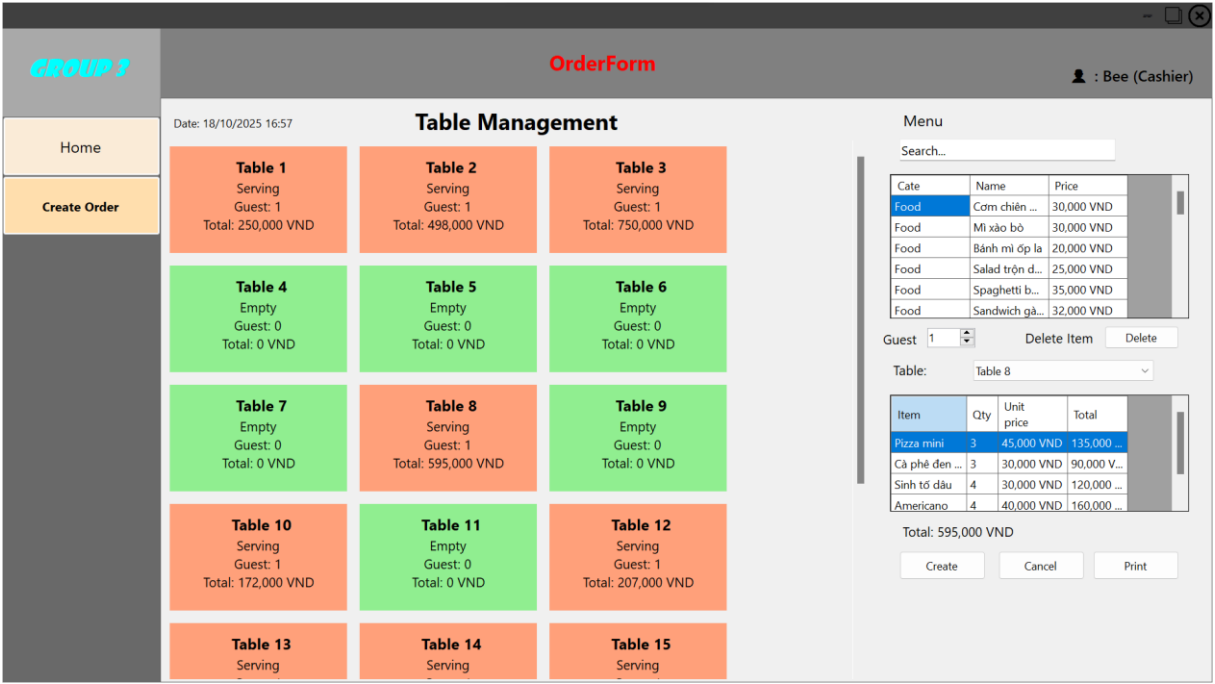 GROUP 3
OrderForm
: Bee (Cashier)
Home
Create Order
Date: 18/10/2025 16:57
Table Management
Table 1
Serving
Guest: 1
Total: 250,000 VND
Table 2
Serving
Guest: 1
Total: 498,000 VND
Table 3
Serving
Guest: 1
Total: 750,000 VND
Table 4
Empty
Guest: 0
Total: 0 VND
Table 5
Empty
Guest: 0
Total: 0 VND
Table 6
Empty
Guest: 0
Total: 0 VND
Table 7
Empty
Guest: 0
Total: 0 VND
Table 8
Serving
Guest: 1
Total: 595,000 VND
Table 9
Empty
Guest: 0
Total: 0 VND
Table 10
Serving
Guest: 1
Total: 172,000 VND
Table 11
Empty
Guest: 0
Total: 0 VND
Table 12
Serving
Guest: 1
Total: 207,000 VND
Table 13
Serving
Table 14
Serving
Table 15
Serving
Menu
Search...
Cate Name Price
Food Cơm chiên ... 30,000 VND
Food Mì xào bò 30,000 VND
Food Bánh mì ốp la 20,000 VND
Food Salad trộn d... 25,000 VND
Food Spaghetti b... 35,000 VND
Food Sandwich gà... 32,000 VND
Guest 1 Delete Item Delete
Table: Table 8
Item Qty Unit price Total
Pizza mini 3 45,000 VND 135,000 ...
Cà phê đen ... 3 30,000 VND 90,000 V...
Sinh tố dâu 4 30,000 VND 120,000 ...
Americano 4 40,000 VND 160,000 ...
Total: 595,000 VND
Create Cancel Print